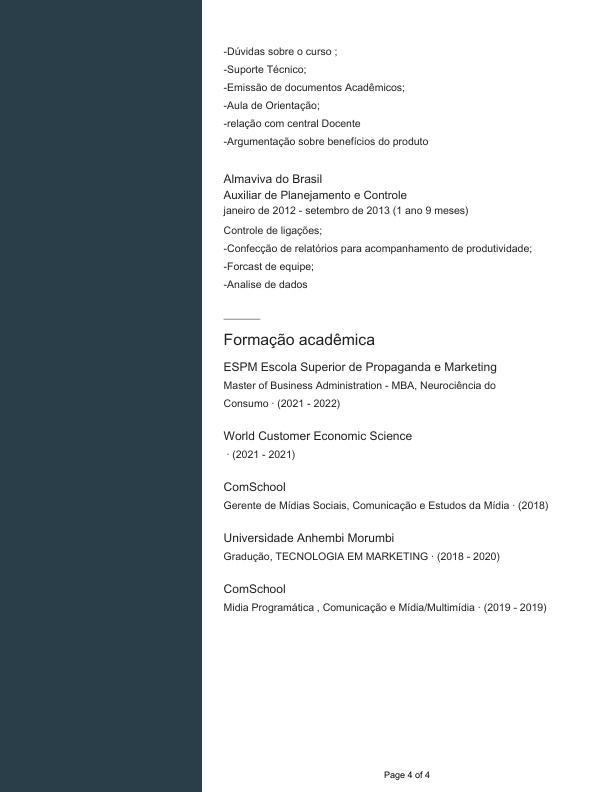 -Dúvidas sobre o curso ;
-Suporte Técnico;
-Emissão de documentos Acadêmicos;
-Aula de Orientação;
-relação com central Docente
-Argumentação sobre benefícios do produto
Almaviva do Brasil
Auxiliar de Planejamento e Controle
janeiro de 2012 - setembro de 2013 (1 ano 9 meses)
Controle de ligações;
-Confecção de relatórios para acompanhamento de produtividade;
-Forcast de equipe;
-Analise de dados
Formação acadêmica
ESPM Escola Superior de Propaganda e Marketing
Master of Business Administration - MBA, Neurociência do
Consumo · (2021 - 2022)
World Customer Economic Science
· (2021 - 2021)
ComSchool
Gerente de Mídias Sociais, Comunicação e Estudos da Mídia · (2018)
Universidade Anhembi Morumbi
Gradução, TECNOLOGIA EM MARKETING · (2018 - 2020)
ComSchool
Midia Programática , Comunicação e Mídia/Multimídia · (2019 - 2019)
Page 4 of 4